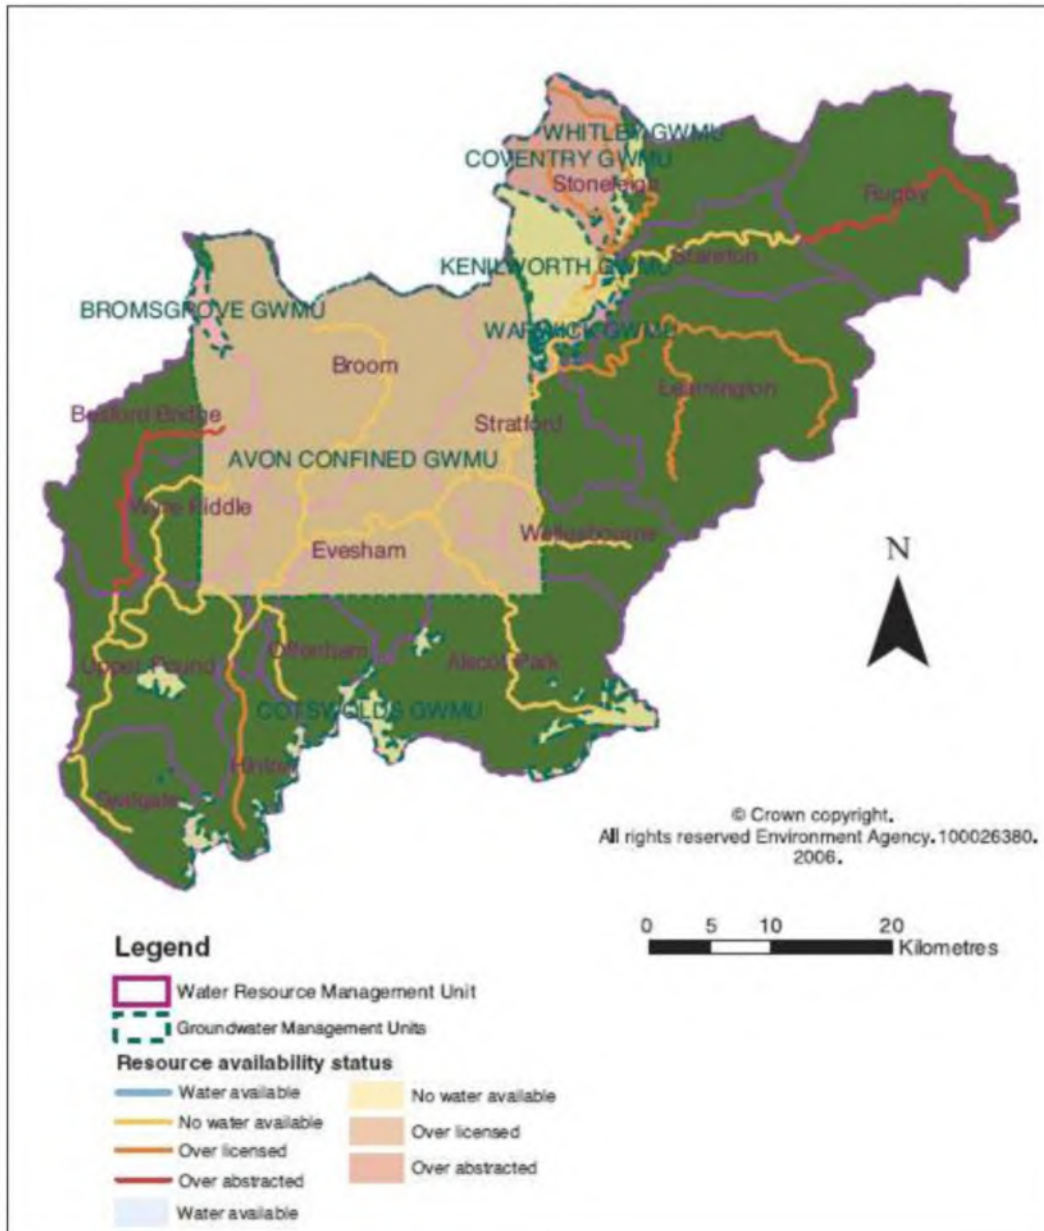 WHITLEY GWMU
COVENTRY GWMU
Stoneleigh
Rugby
KENILWORTH GWMU
Stareton
BROMSGROVE GWMU
WARWICK GWMU
Broom
Leamington
Besford Bridge
Stratford
AVON CONFINED GWMU
Wyre Piddle
Wellesbourne
Evesham
N
Offenham
Upper Pound
Alscot Park
COTSWOLDS GWMU
Hinton
Swilgate
© Crown copyright.
All rights reserved Environment Agency. 100026380.
2006.
0 5 10 20
Kilometres
Legend
Water Resource Management Unit
Groundwater Management Units
Resource availability status
Water available
No water available
No water available
Over licensed
Over licensed
Over abstracted
Over abstracted
Water available